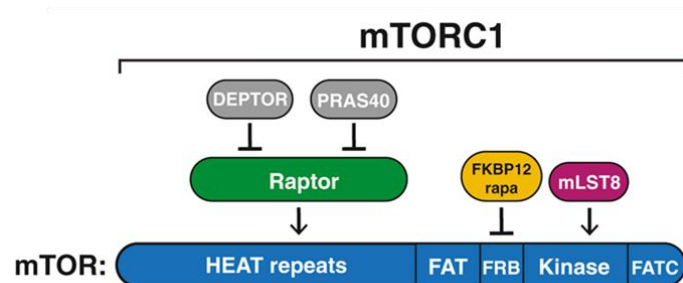 mTORC1
DEPTOR PRAS40
Raptor
FKBP12
rapa
mLST8
mTOR: HEAT repeats FAT FRB Kinase FATC